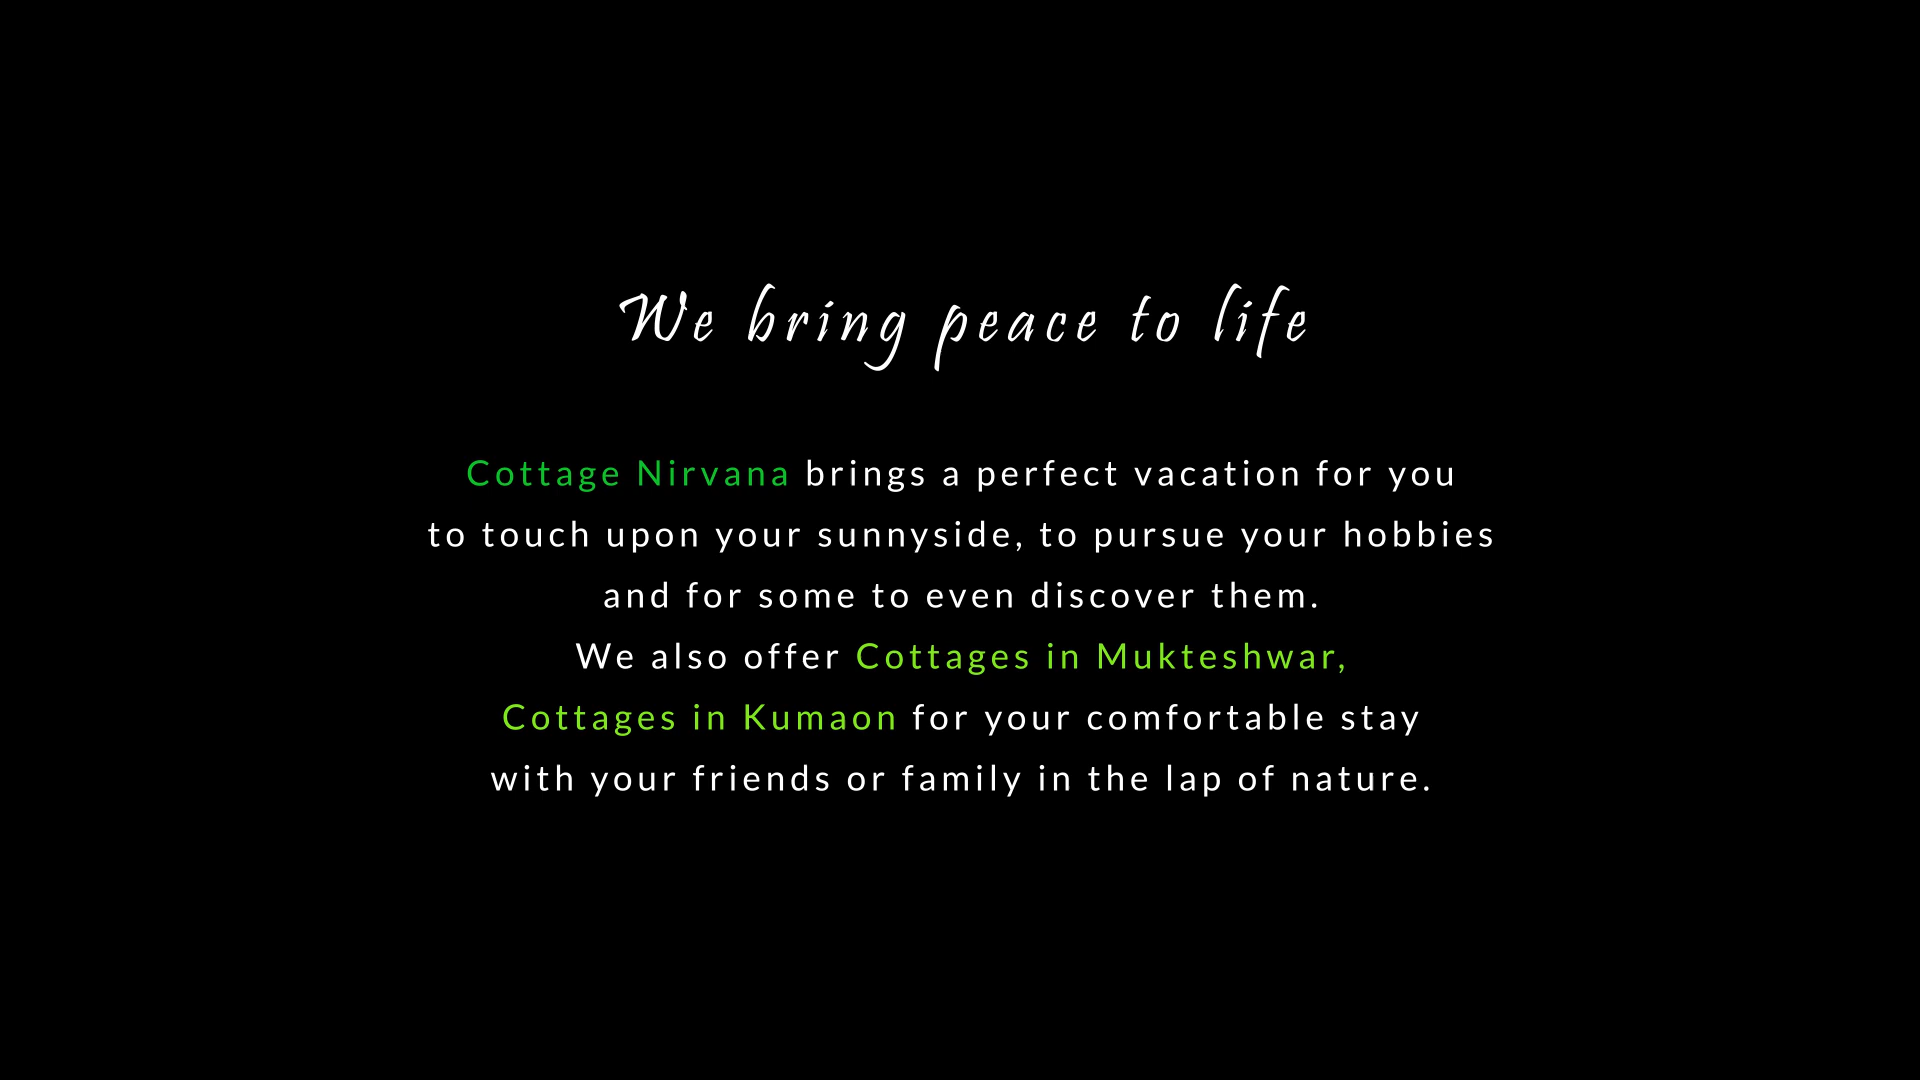 We bring peace to life
Cottage Nirvana brings a perfect vacation for you
to touch upon your sunnyside, to pursue your hobbies
and for some to even discover them.
We also offer Cottages in Mukteshwar,
Cottages in Kumaon for your comfortable stay
with your friends or family in the lap of nature.